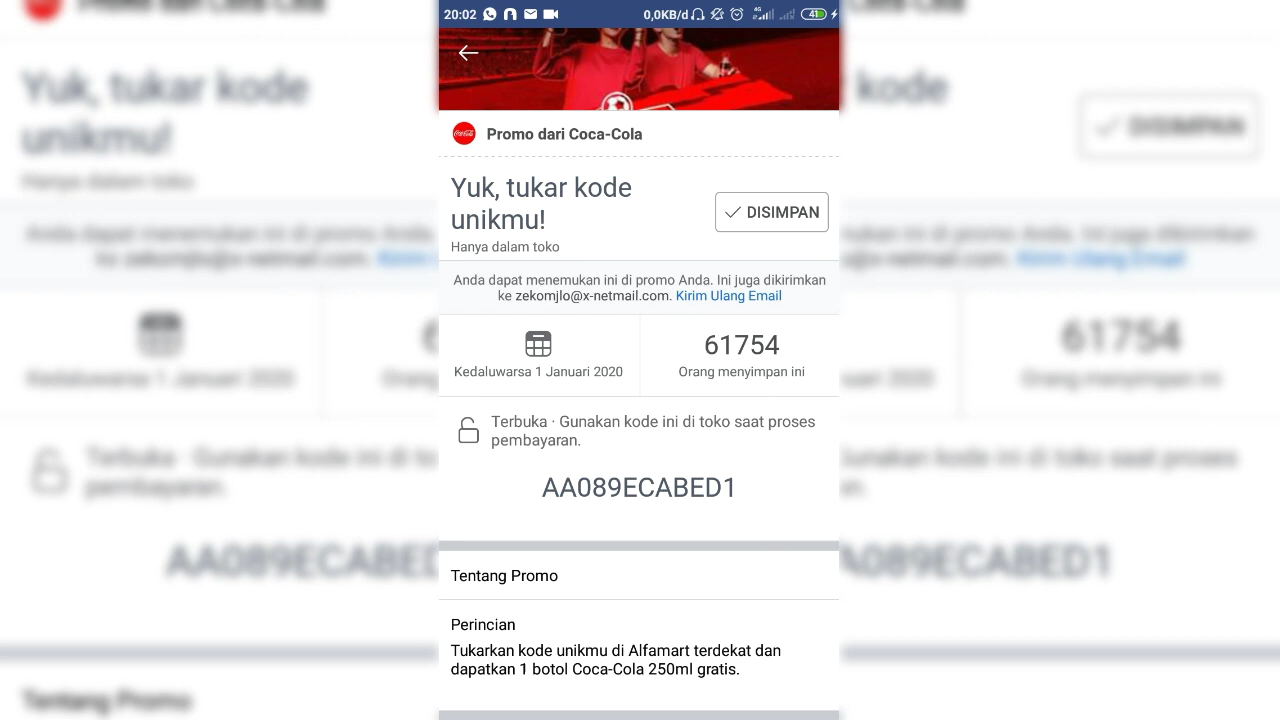 20:02 0,0KB/d 4G 41
Promo dari Coca-Cola
Yuk, tukar kode
unikmu!
DISIMPAN
Hanya dalam toko
Anda dapat menemukan ini di promo Anda. Ini juga dikirimkan
ke zekomjlo@x-netmail.com. Kirim Ulang Email
61754
Kedaluwarsa 1 Januari 2020
Orang menyimpan ini
Terbuka · Gunakan kode ini di toko saat proses
pembayaran.
AA089ECABED1
Tentang Promo
Perincian
Tukarkan kode unikmu di Alfamart terdekat dan
dapatkan 1 botol Coca-Cola 250ml gratis.